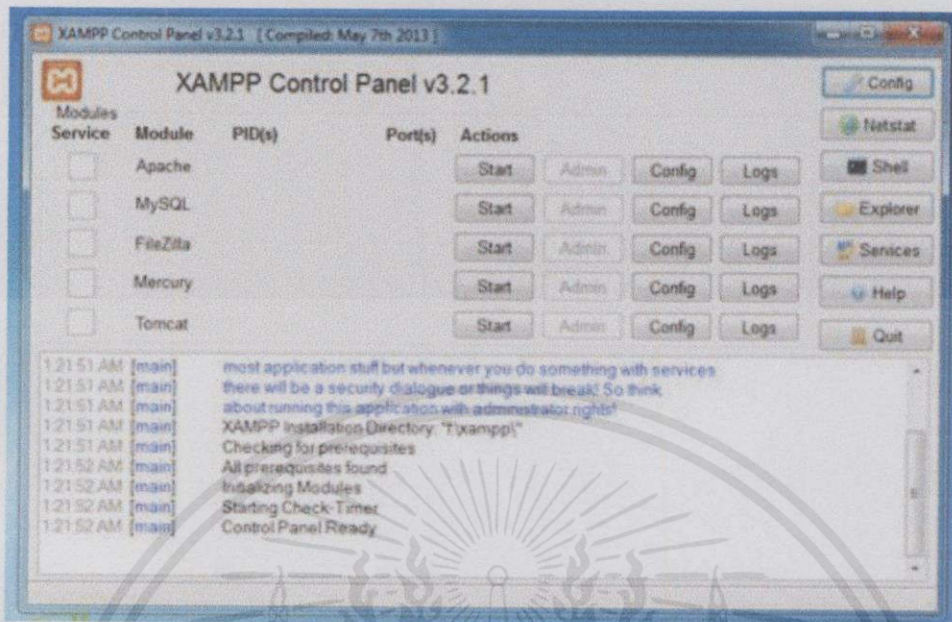 XAMPP Control Panel v3.2.1 [ Compiled: May 7th 2013 ]
XAMPP Control Panel v3.2.1
Config
Modules
Service Module PID(s) Port(s) Actions
Netstat
Apache Start Admin Config Logs
Shell
MySQL Start Admin Config Logs
Explorer
FileZilla Start Admin Config Logs
Services
Mercury Start Admin Config Logs
Help
Tomcat Start Admin Config Logs
Quit
1:21:51 AM [main] most application stuff but whenever you do something with services
1:21:51 AM [main] there will be a security dialogue or things will break! So think
1:21:51 AM [main] about running this application with administrator rights!
1:21:51 AM [main] XAMPP Installation Directory: "f:\xampp\"
1:21:51 AM [main] Checking for prerequisites
1:21:52 AM [main] All prerequisites found
1:21:52 AM [main] Initializing Modules
1:21:52 AM [main] Starting Check-Timer
1:21:52 AM [main] Control Panel Ready